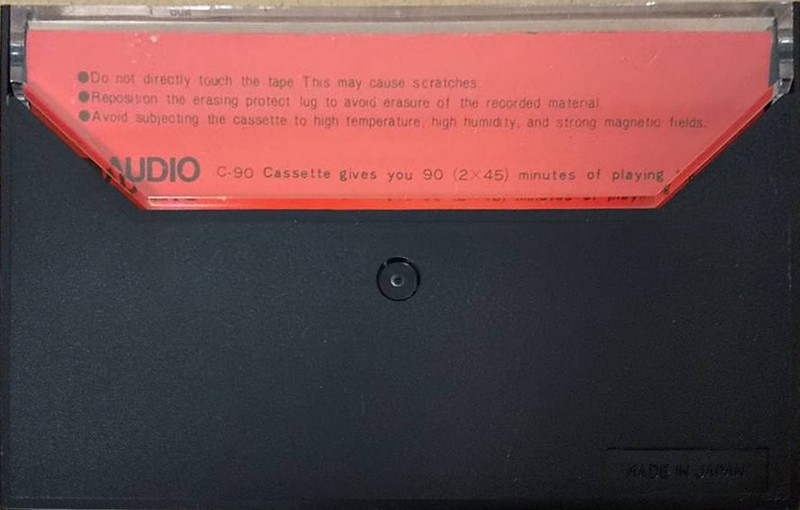 ●Do not directly touch the tape This may cause scratches.
●Reposition the erasing protect lug to avoid erasure of the recorded material.
●Avoid subjecting the cassette to high temperature, high humidity, and strong magnetic fields.
AUDIO C-90 Cassette gives you 90 (2×45) minutes of playing
MADE IN JAPAN